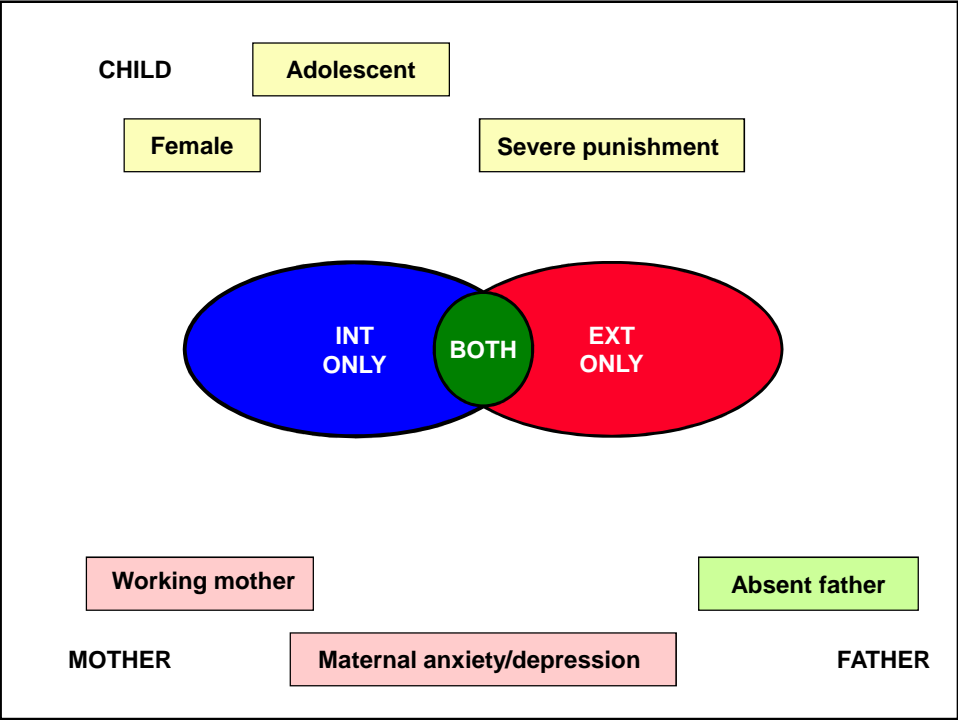 CHILD
Adolescent
Female
Severe punishment
INT
ONLY
BOTH
EXT
ONLY
Working mother
Absent father
MOTHER
Maternal anxiety/depression
FATHER